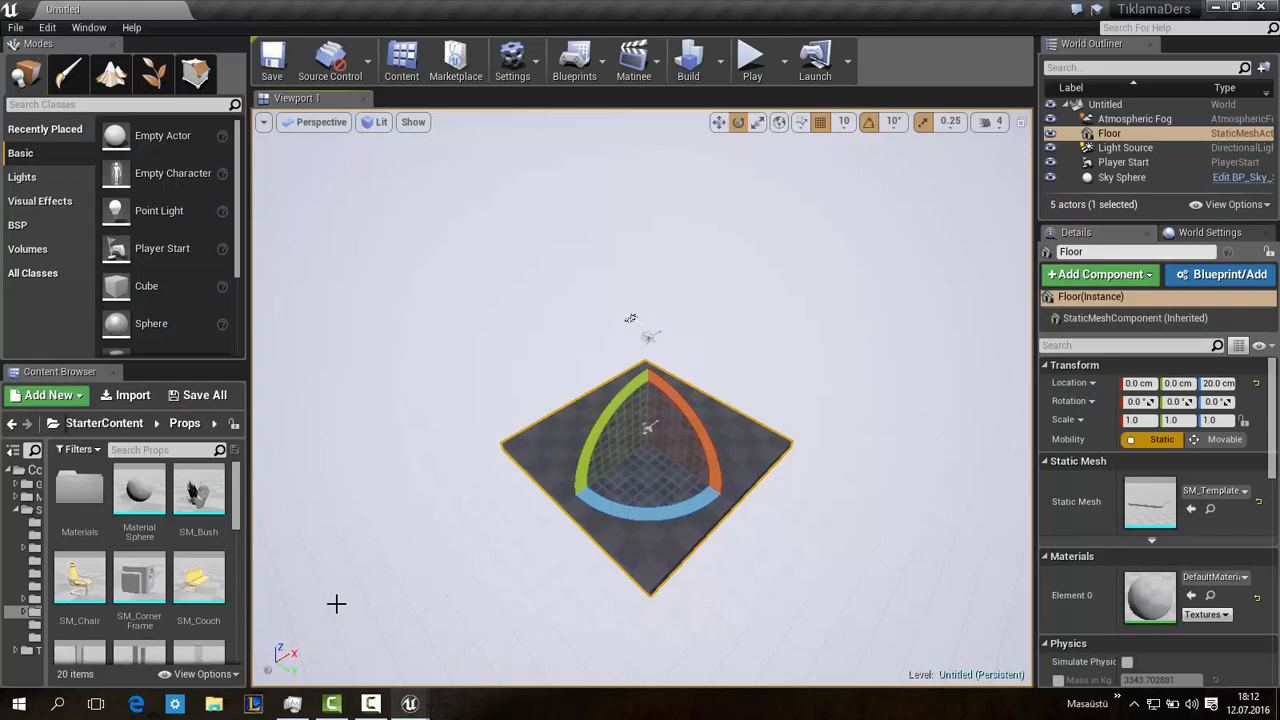 Untitled
TiklamaDers
File Edit Window Help
Search For Help
Modes
Search Classes
Recently Placed
Basic
Lights
Visual Effects
BSP
Volumes
All Classes
Empty Actor
Empty Character
Point Light
Player Start
Cube
Sphere
Save
Source Control
Content
Marketplace
Settings
Blueprints
Matinee
Build
Play
Launch
Viewport 1
Perspective
Lit
Show
10
10°
0.25
4
Level: Untitled (Persistent)
World Outliner
Search...
Label Type
Untitled World
Atmospheric Fog AtmosphericFo
Floor StaticMeshAct
Light Source DirectionalLigh
Player Start PlayerStart
Sky Sphere Edit BP_Sky_S
5 actors (1 selected) View Options
Details World Settings
Floor
+Add Component Blueprint/Add
Floor(Instance)
StaticMeshComponent (Inherited)
Search
Transform
Location 0.0 cm 0.0 cm 20.0 cm
Rotation 0.0° 0.0° 0.0°
Scale 1.0 1.0 1.0
Mobility Static Movable
Static Mesh
Static Mesh SM_Template
Materials
Element 0 DefaultMateri
Textures
Physics
Simulate Physic
Mass in Kg 3343.702881
Content Browser
Add New Import Save All
StarterContent Props
Filters Search Props
Materials
Material Sphere
SM_Bush
SM_Chair
SM_Corner Frame
SM_Couch
20 items View Options
Masaüstü
18:12
12.07.2016